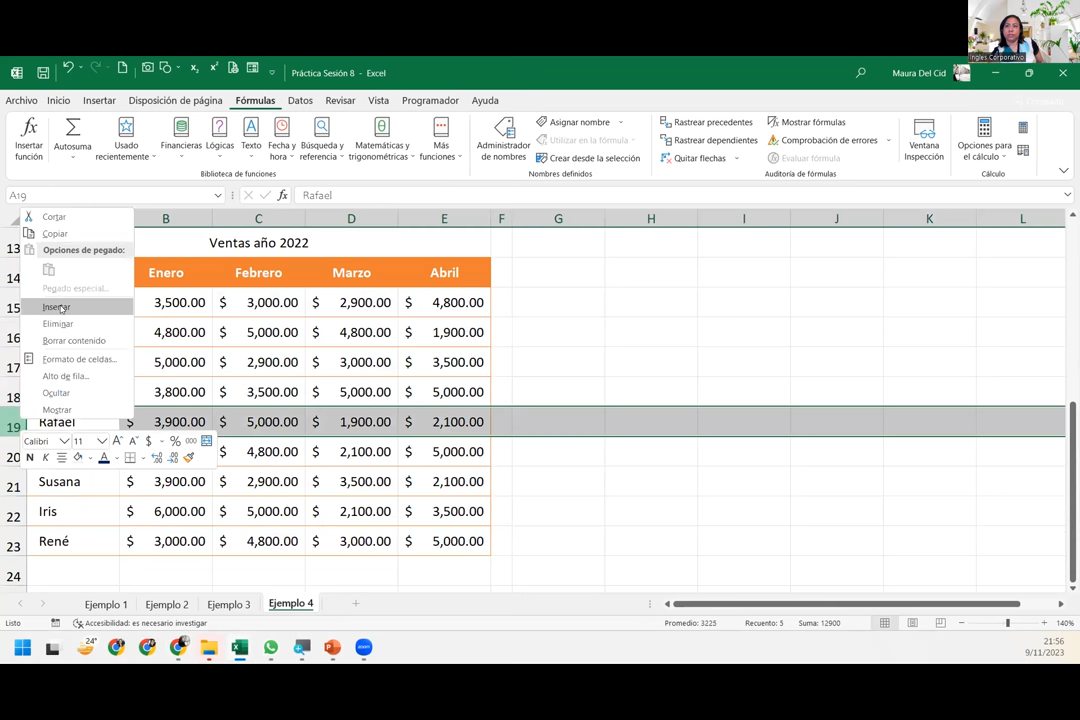 Ingles Corporativo
Práctica Sesión 8 - Excel
Maura Del Cid
Archivo Inicio Insertar Disposición de página Fórmulas Datos Revisar Vista Programador Ayuda
Insertar función
Autosuma
Usado recientemente
Financieras
Lógicas
Texto
Fecha y hora
Búsqueda y referencia
Matemáticas y trigonométricas
Más funciones
Biblioteca de funciones
Administrador de nombres
Asignar nombre
Utilizar en la fórmula
Crear desde la selección
Nombres definidos
Rastrear precedentes
Rastrear dependientes
Quitar flechas
Mostrar fórmulas
Comprobación de errores
Evaluar fórmula
Auditoría de fórmulas
Ventana Inspección
Opciones para el cálculo
Cálculo
A19 fx Rafael
B C D E F G H I J K L
Cortar
Copiar
Opciones de pegado:
Pegado especial...
Insertar
Eliminar
Borrar contenido
Formato de celdas...
Alto de fila...
Ocultar
Mostrar
Calibri 11 A^ A˅ $ % 000
N K A
13 Ventas año 2022
14 Enero Febrero Marzo Abril
15 3,500.00 $ 3,000.00 $ 2,900.00 $ 4,800.00
16 4,800.00 $ 5,000.00 $ 4,800.00 $ 1,900.00
17 5,000.00 $ 2,900.00 $ 3,000.00 $ 3,500.00
18 3,800.00 $ 3,500.00 $ 5,000.00 $ 5,000.00
19 Rafael $ 3,900.00 $ 5,000.00 $ 1,900.00 $ 2,100.00
20 $ 4,800.00 $ 2,100.00 $ 5,000.00
21 Susana $ 3,900.00 $ 2,900.00 $ 3,500.00 $ 2,100.00
22 Iris $ 6,000.00 $ 5,000.00 $ 2,100.00 $ 3,500.00
23 René $ 3,000.00 $ 4,800.00 $ 3,000.00 $ 5,000.00
24
Ejemplo 1 Ejemplo 2 Ejemplo 3 Ejemplo 4
Listo Accesibilidad: es necesario investigar Promedio: 3225 Recuento: 5 Suma: 12900 140%
24°
zoom
21:56
9/11/2023